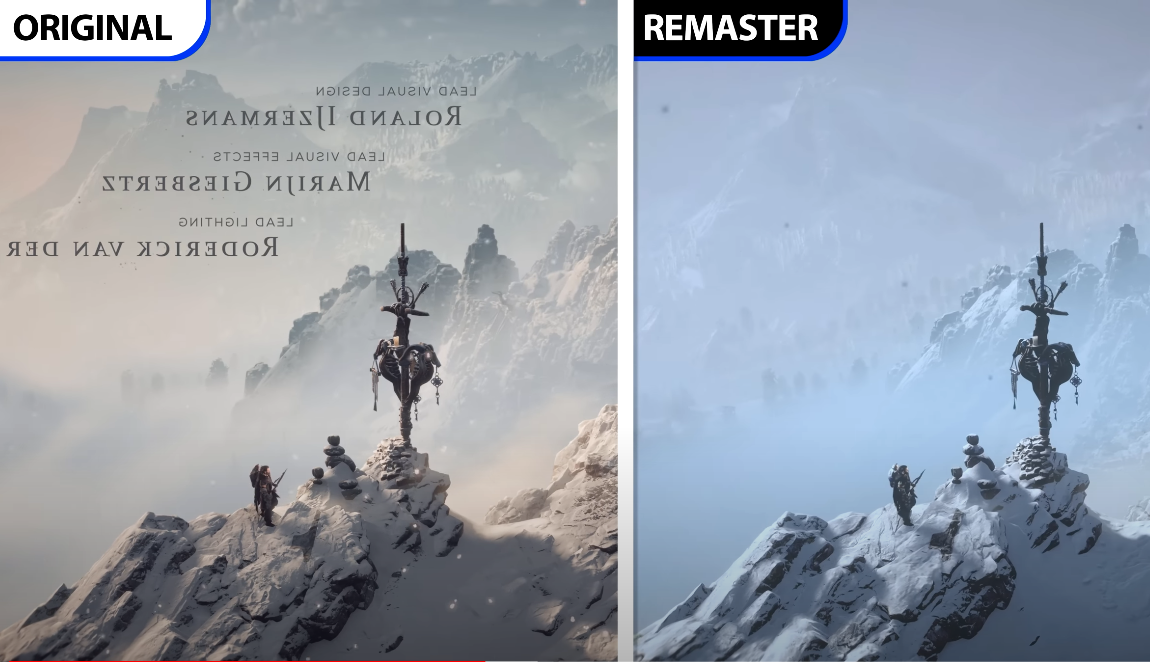 ORIGINAL
REMASTER
LEAD VISUAL DESIGN
ROLAND IJZERMANS
LEAD VISUAL EFFECTS
MARIJN GIESBERTZ
LEAD LIGHTING
RODERICK VAN DER